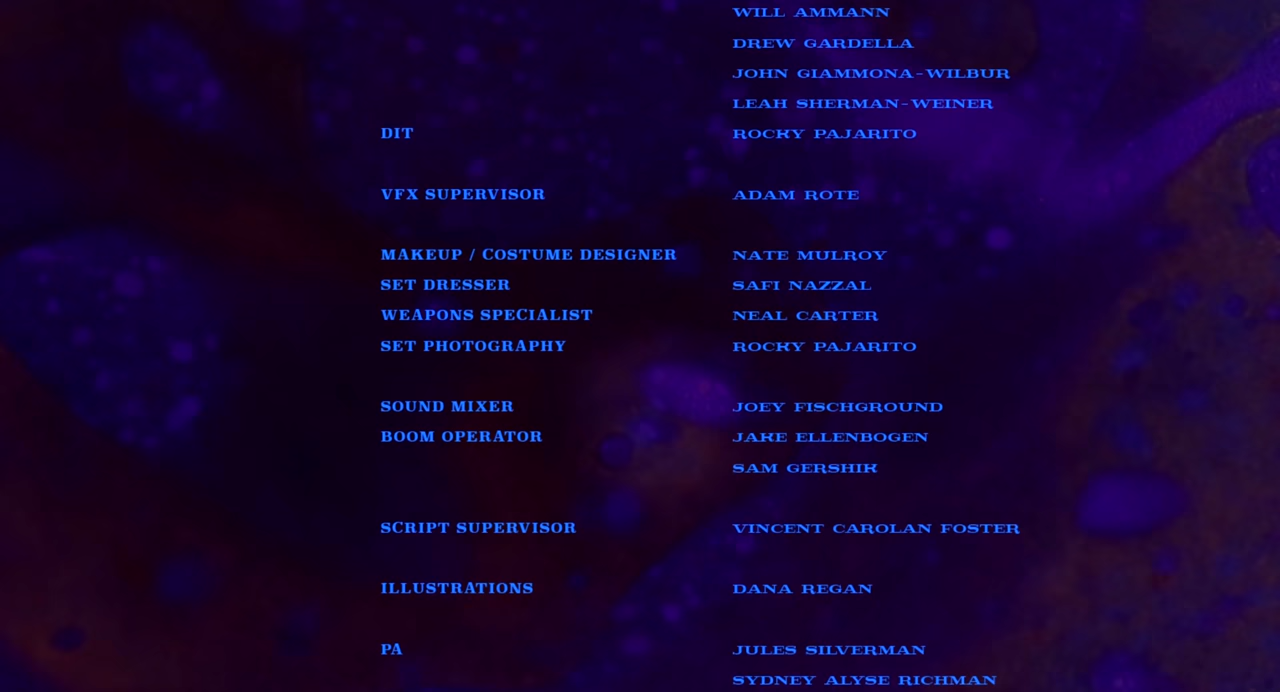 WILL AMMANN
DREW GARDELLA
JOHN GIAMMONA-WILBUR
LEAH SHERMAN-WEINER
DIT ROCKY PAJARITO
VFX SUPERVISOR ADAM ROTE
MAKEUP / COSTUME DESIGNER NATE MULROY
SET DRESSER SAFI NAZZAL
WEAPONS SPECIALIST NEAL CARTER
SET PHOTOGRAPHY ROCKY PAJARITO
SOUND MIXER JOEY FISCHGROUND
BOOM OPERATOR JAKE ELLENBOGEN
SAM GERSHIK
SCRIPT SUPERVISOR VINCENT CAROLAN FOSTER
ILLUSTRATIONS DANA REGAN
PA JULES SILVERMAN
SYDNEY ALYSE RICHMAN